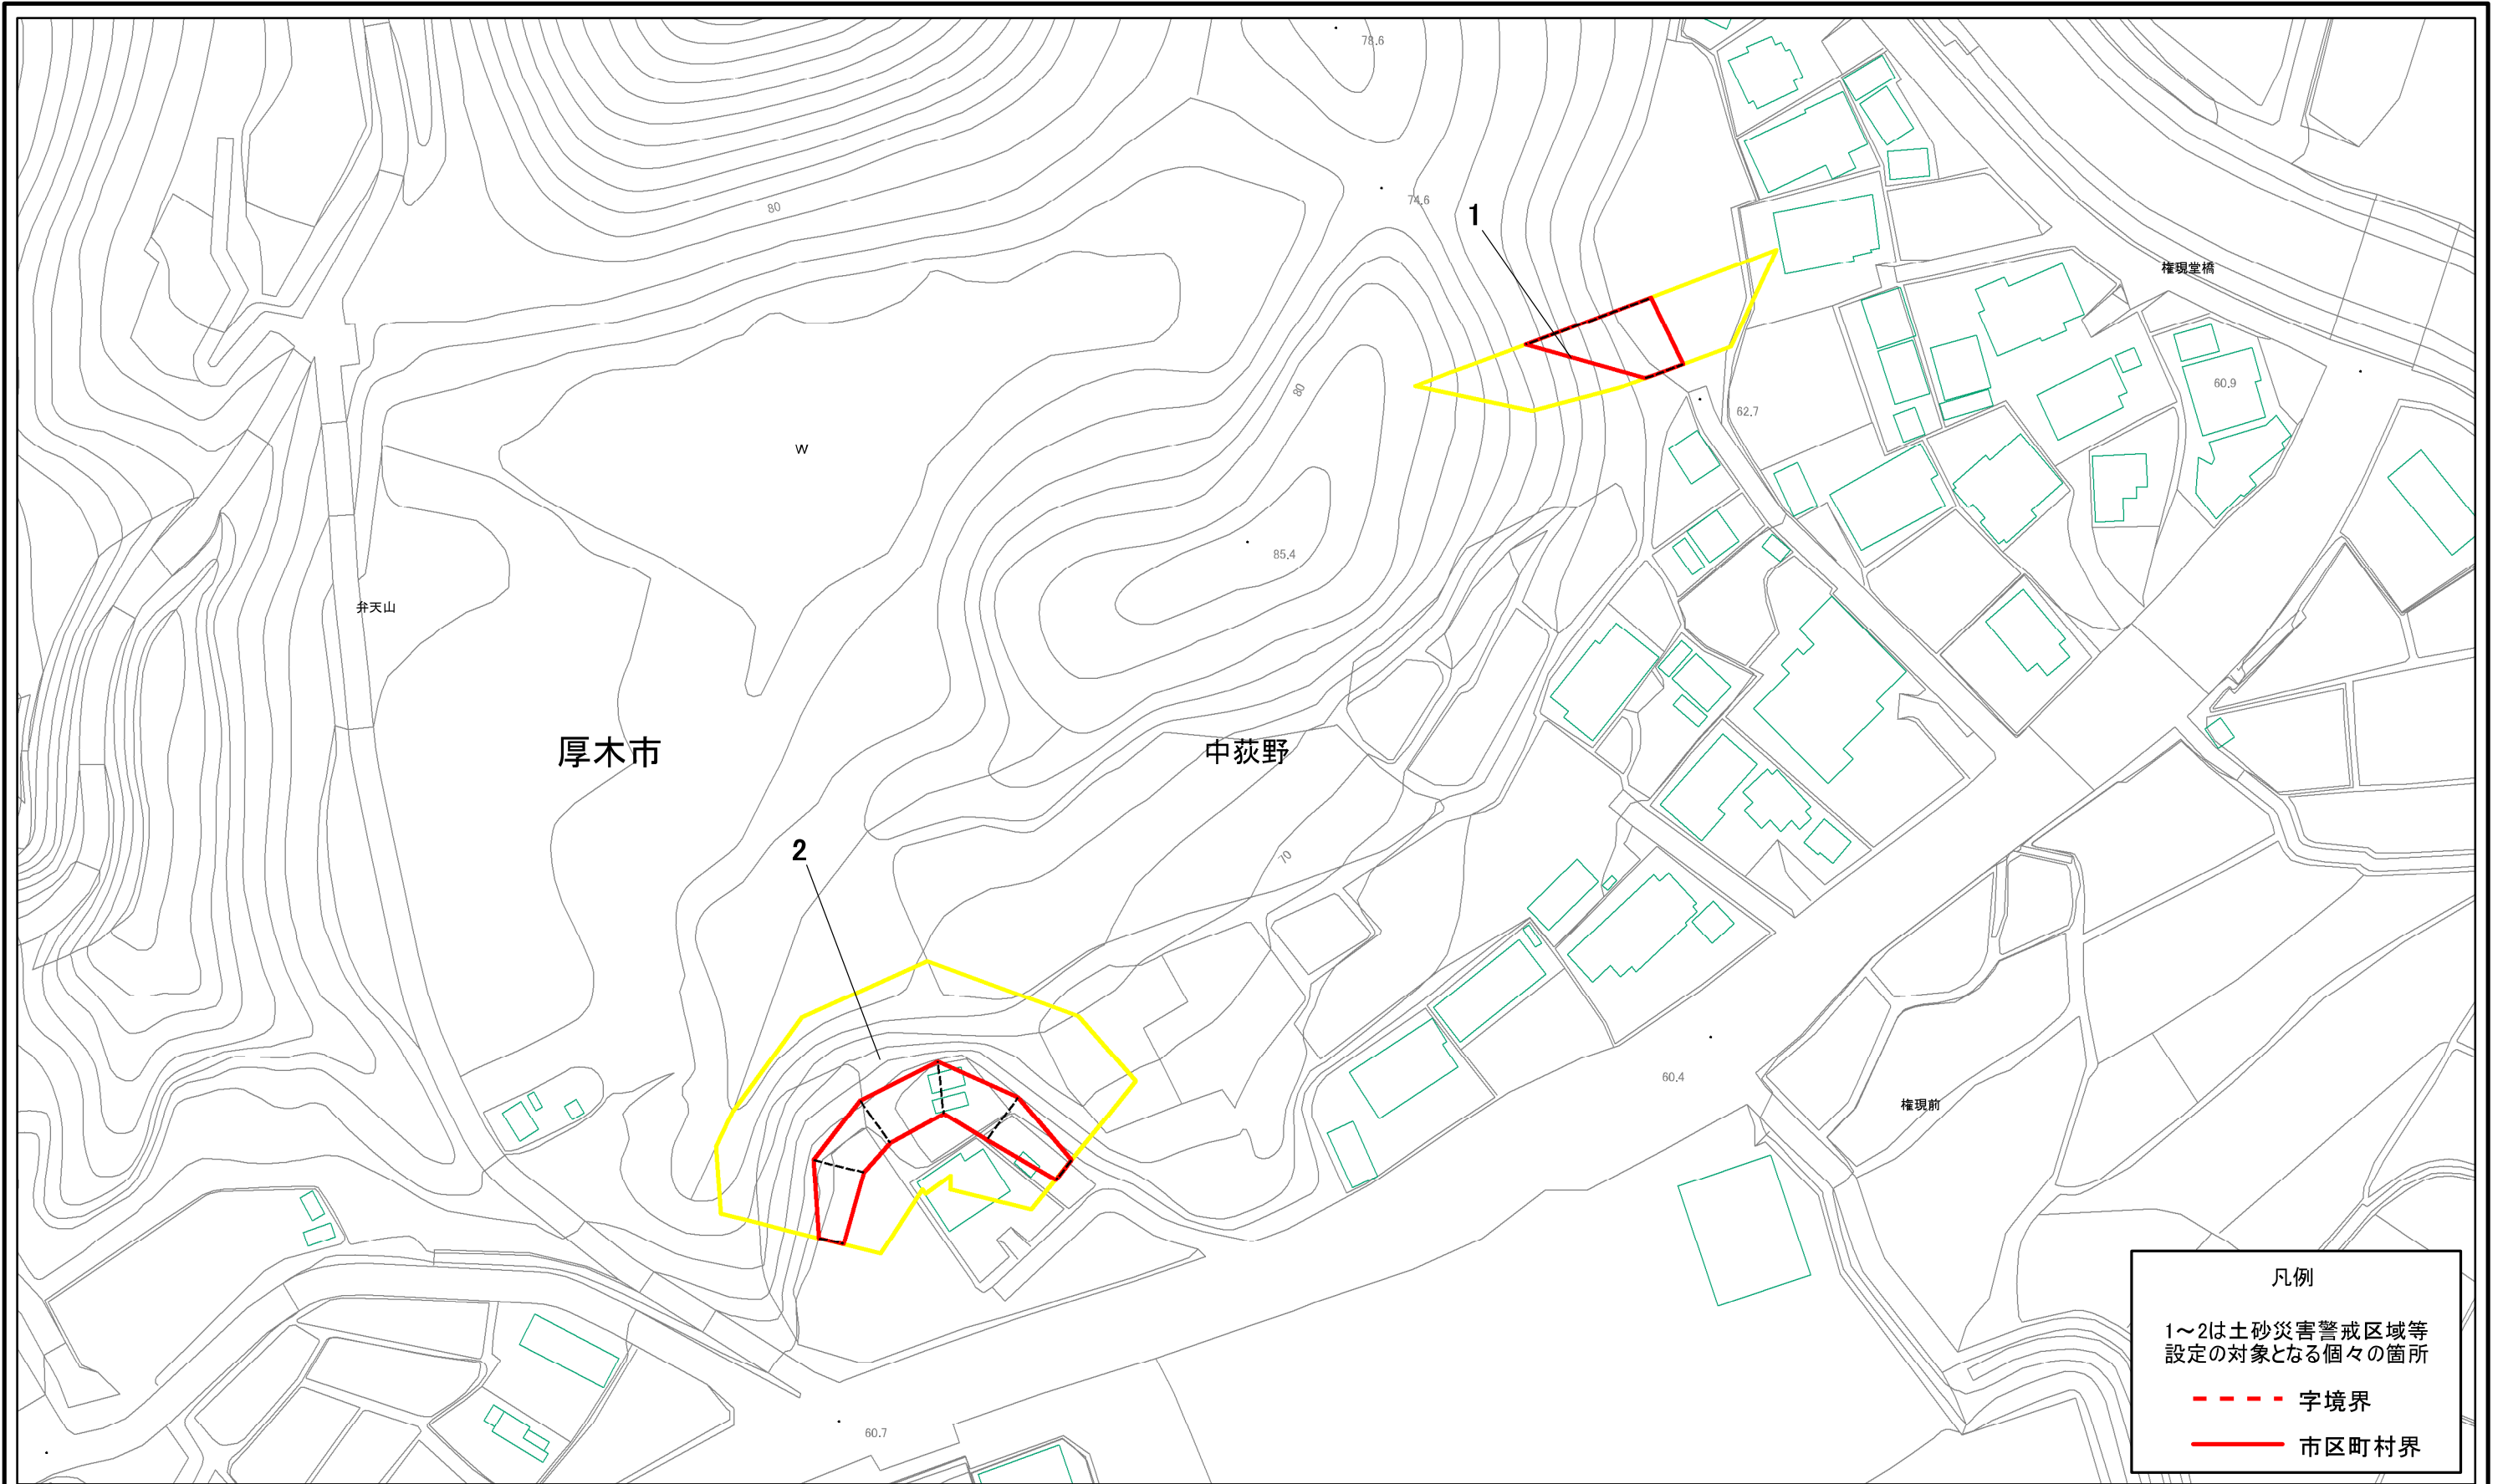 78.6
80
74.6
1
権現堂橋
80
60.9
62.7
W
85.4
弁天山
厚木市
中荻野
2
70
60.4
権現前
60.7
凡例
1～2は土砂災害警戒区域等
設定の対象となる個々の箇所
字境界
市区町村界